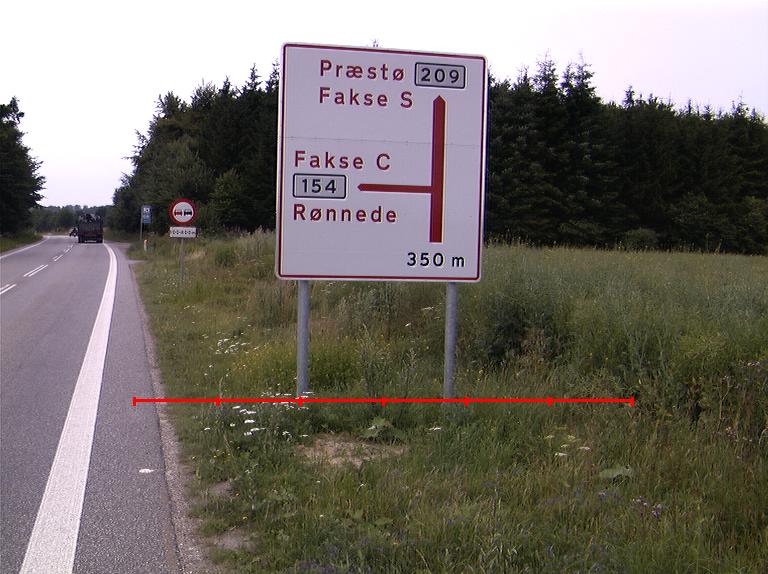 Præstø 209
Fakse S
Fakse C
154
Rønnede
350 m